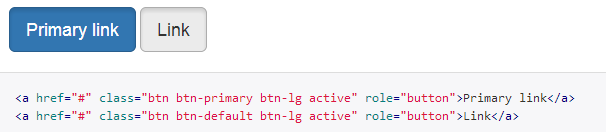 Primary link Link
<a href="#" class="btn btn-primary btn-lg active" role="button">Primary link</a>
<a href="#" class="btn btn-default btn-lg active" role="button">Link</a>